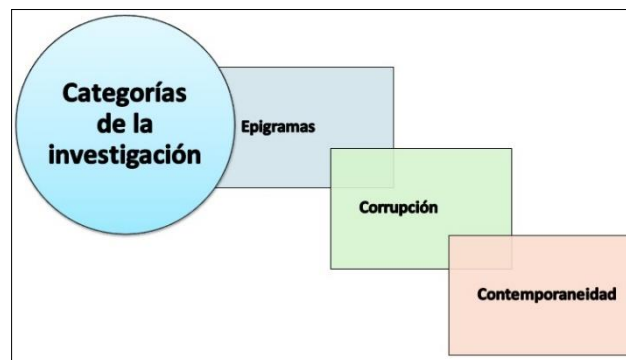 Categorías
de la
investigación
Epigramas
Corrupción
Contemporaneidad